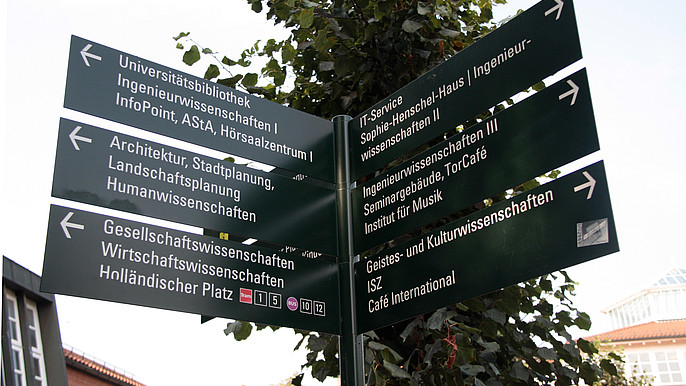 Universitätsbibliothek
Ingenieurwissenschaften I
InfoPoint, AStA, Hörsaalzentrum I
Architektur, Stadtplanung,
Landschaftsplanung
Humanwissenschaften
Gesellschaftswissenschaften
Wirtschaftswissenschaften
Holländischer Platz Tram 1 5 BUS 10 12
IT-Service
Sophie-Henschel-Haus | Ingenieur-
wissenschaften II
Ingenieurwissenschaften III
Seminargebäude, TorCafé
Institut für Musik
Geistes- und Kulturwissenschaften
ISZ
Café International